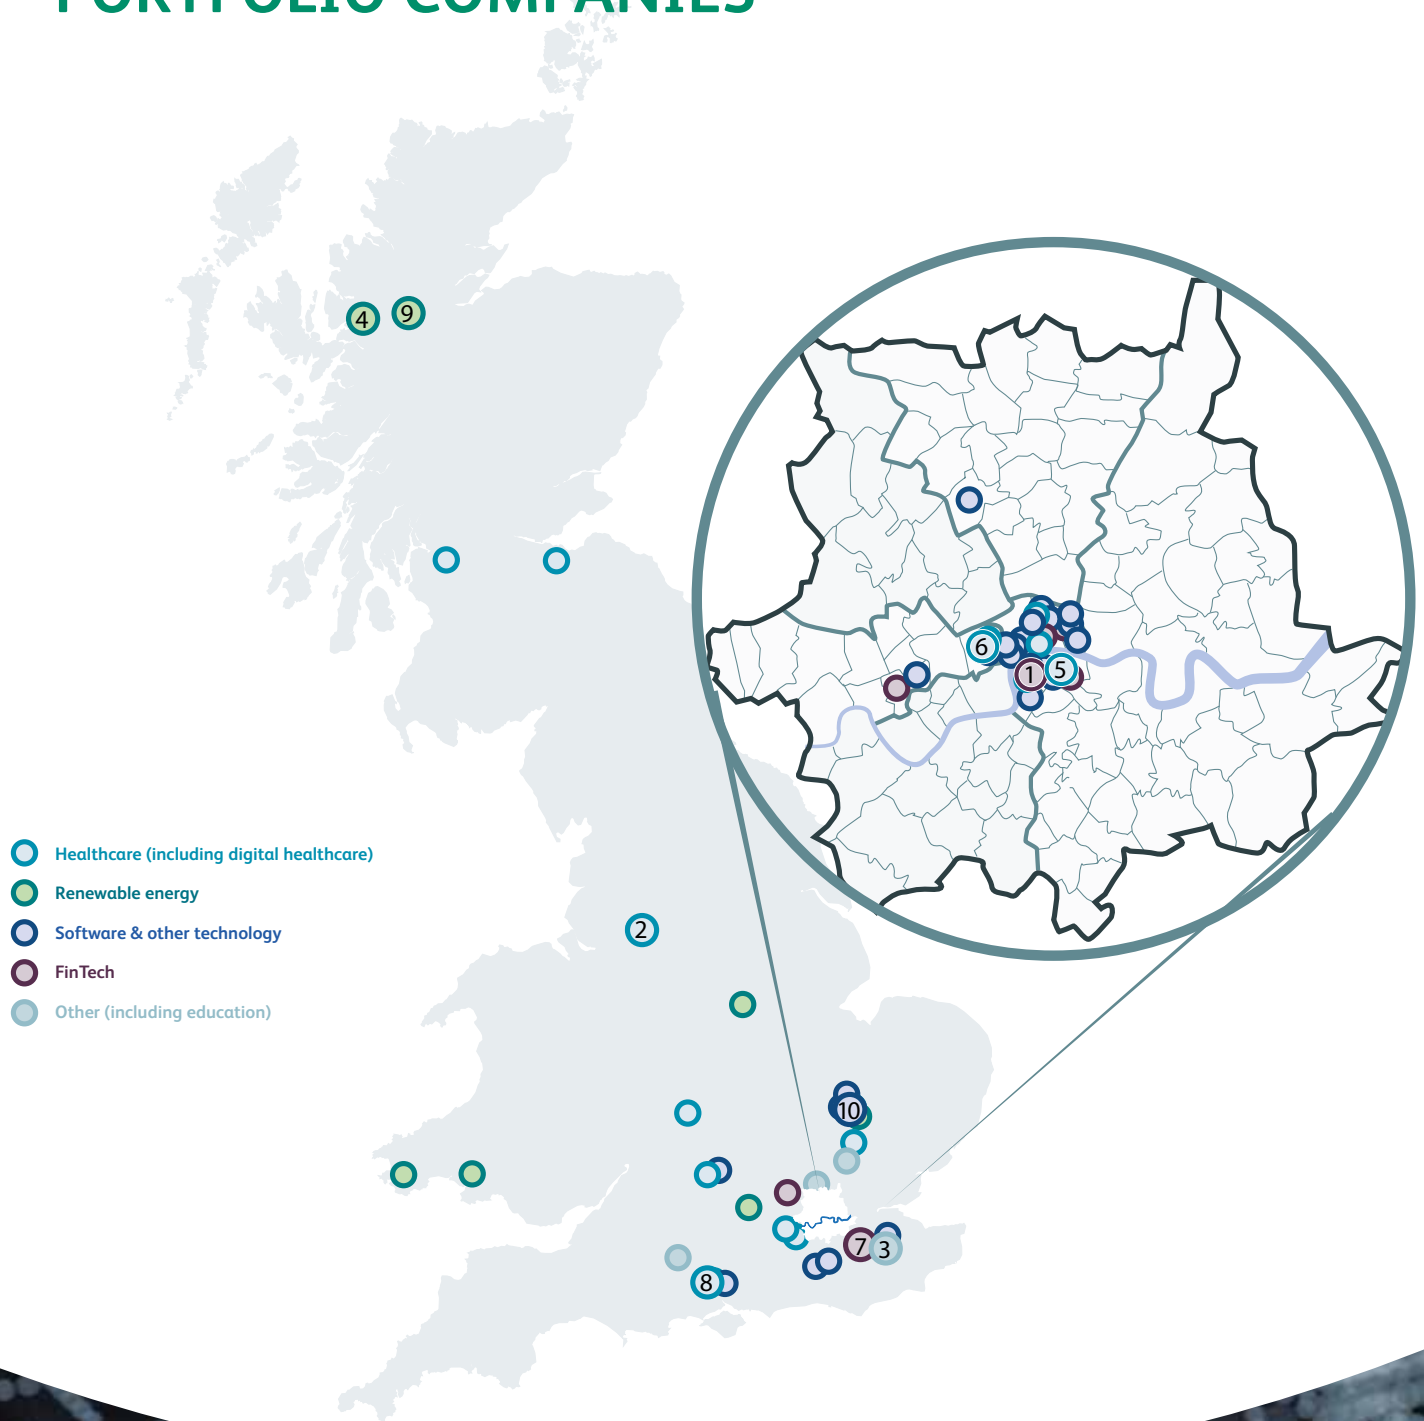 PORTFOLIO COMPANIES
4
9
6
1
5
Healthcare (including digital healthcare)
Renewable energy
Software & other technology
FinTech
Other (including education)
2
10
7
3
8